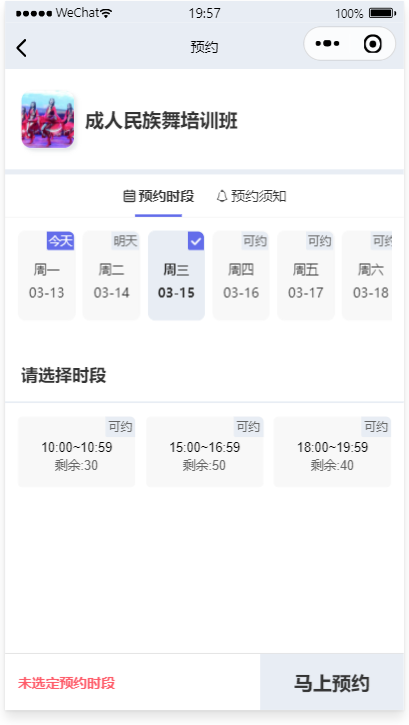 WeChat 19:57 100%
预约
成人民族舞培训班
预约时段 预约须知
今天 明天 可约 可约 可约
周一 周二 周三 周四 周五 周六
03-13 03-14 03-15 03-16 03-17 03-18
请选择时段
可约 可约 可约
10:00~10:59 15:00~16:59 18:00~19:59
剩余:30 剩余:50 剩余:40
未选定预约时段 马上预约